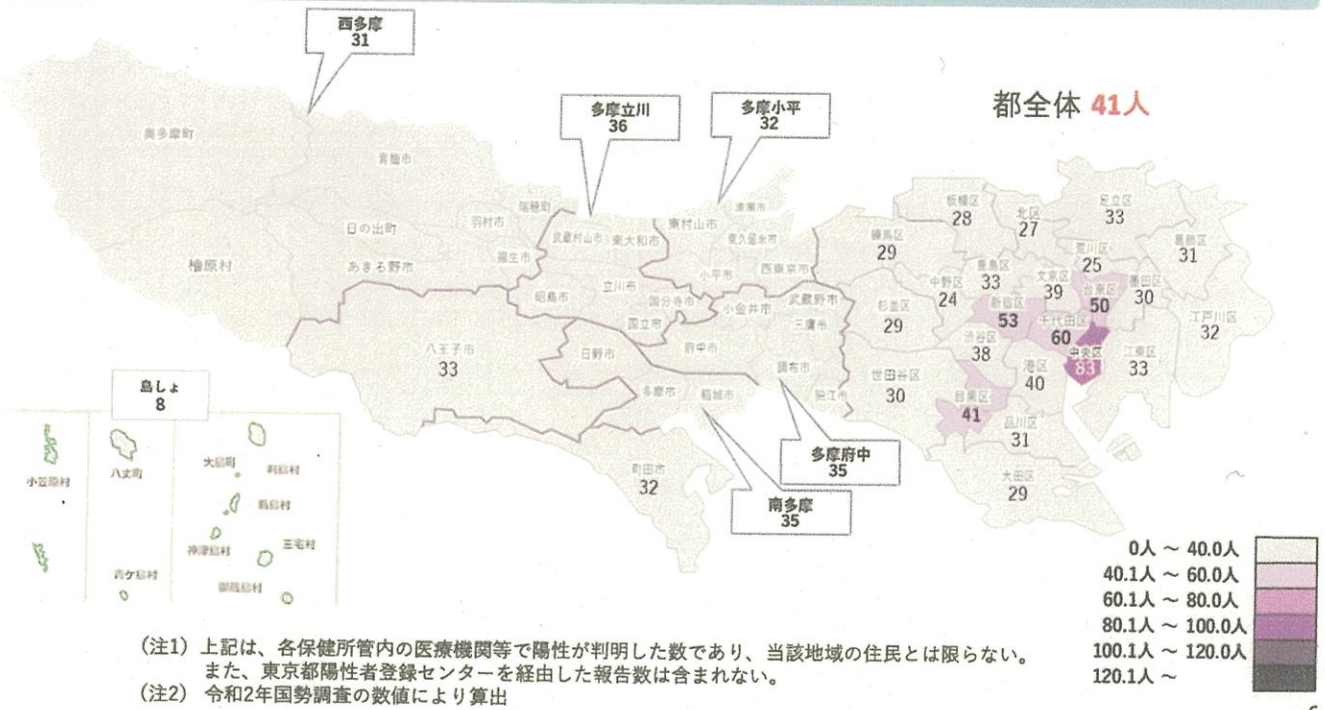 西多摩
31
多摩立川
36
多摩小平
32
都全体 41人
奥多摩町
青梅市
瑞穂町
羽村市
日の出町
福生市
檜原村
あきる野市
武蔵村山市
東大和市
東村山市
清瀬市
東久留米市
小平市
西東京市
昭島市
立川市
国分寺市
小金井市
武蔵野市
三鷹市
国立市
府中市
日野市
調布市
狛江市
多摩市
稲城市
八王子市
33
町田市
32
多摩府中
35
南多摩
35
板橋区
28
北区
27
足立区
33
練馬区
29
葛飾区
31
荒川区
25
豊島区
33
文京区
39
中野区
24
台東区
50
墨田区
30
杉並区
29
新宿区
53
千代田区
60
江戸川区
32
渋谷区
38
中央区
83
江東区
33
港区
40
世田谷区
30
目黒区
41
品川区
31
大田区
29
島しょ
8
小笠原村
八丈町
青ケ島村
大島町
利島村
新島村
神津島村
三宅村
御蔵島村
0人 ～ 40.0人
40.1人 ～ 60.0人
60.1人 ～ 80.0人
80.1人 ～ 100.0人
100.1人 ～ 120.0人
120.1人 ～
(注1) 上記は、各保健所管内の医療機関等で陽性が判明した数であり、当該地域の住民とは限らない。
また、東京都陽性者登録センターを経由した報告数は含まれない。
(注2) 令和2年国勢調査の数値により算出